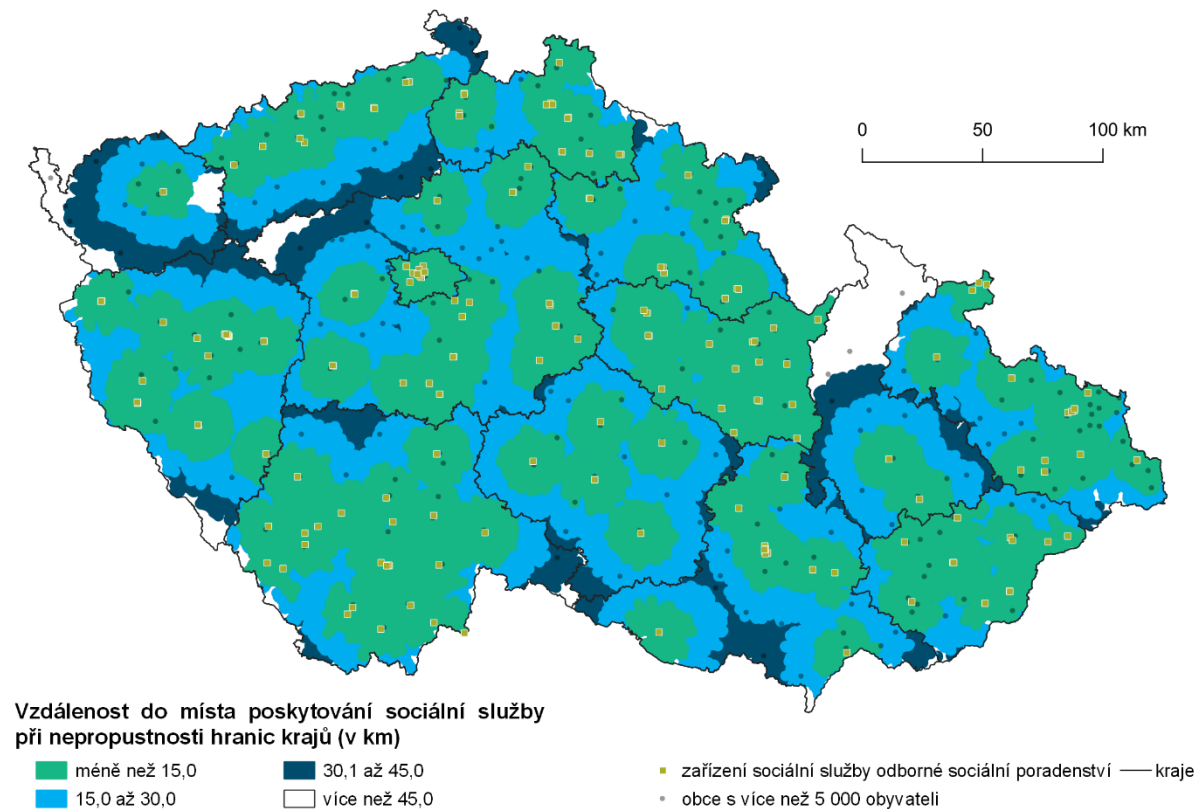 0 50 100 km
Vzdálenost do místa poskytování sociální služby
při nepropustnosti hranic krajů (v km)
méně než 15,0
30,1 až 45,0
zařízení sociální služby odborné sociální poradenství
kraje
15,0 až 30,0
více než 45,0
obce s více než 5 000 obyvateli